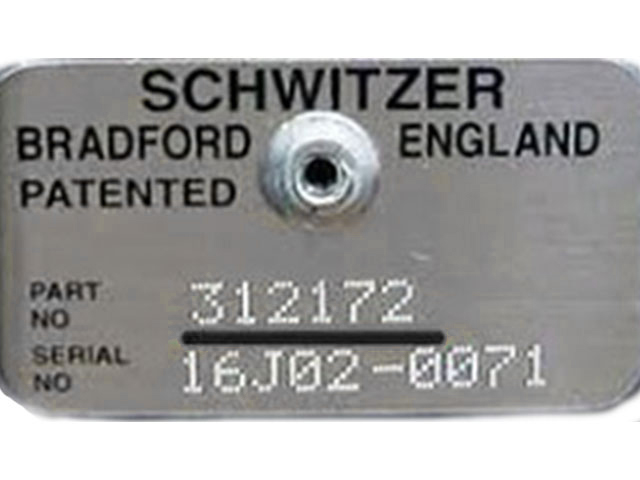 SCHWITZER
BRADFORD ENGLAND
PATENTED
PART NO 312172
SERIAL NO 16J02-0071